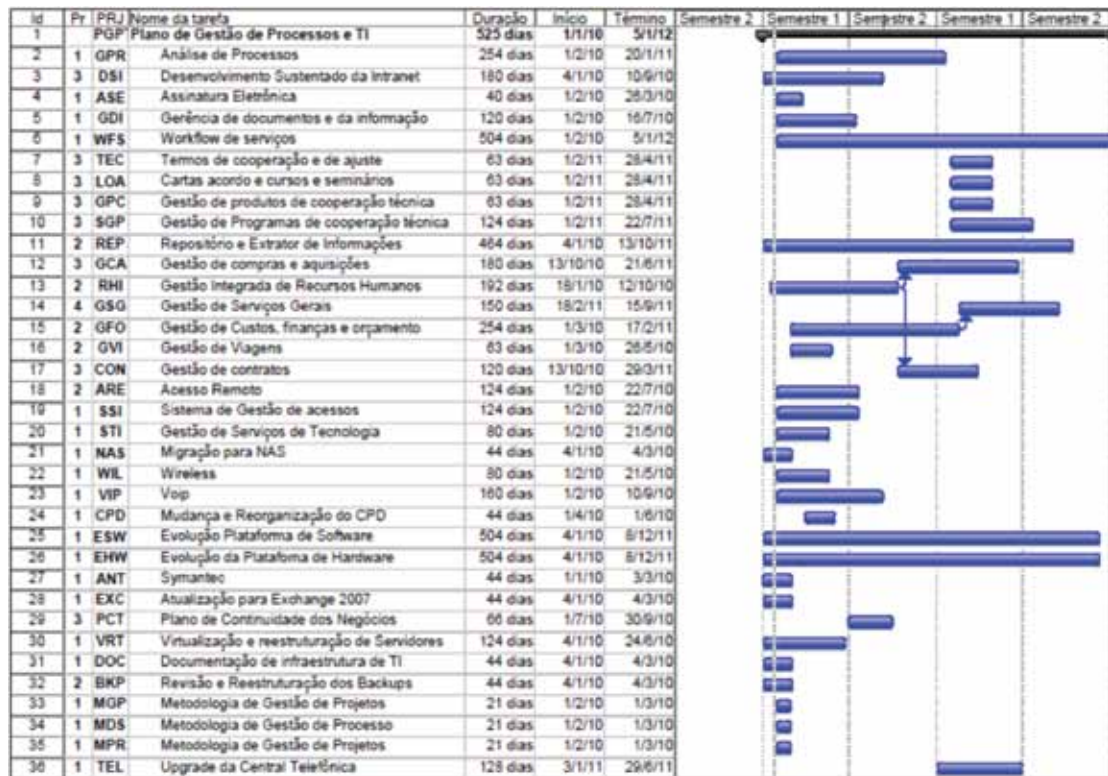 Id Pr PRJ Nome da tarefa Duração Início Término Semestre 2 Semestre 1 Semestre 2 Semestre 1 Semestre 2
1 PGP Plano de Gestão de Processos e TI 525 dias 1/1/10 5/1/12
2 1 GPR Análise de Processos 254 dias 1/2/10 20/1/11
3 3 DSI Desenvolvimento Sustentado da Intranet 180 dias 4/1/10 10/9/10
4 1 ASE Assinatura Eletrônica 40 dias 1/2/10 26/3/10
5 1 GDI Gerência de documentos e da informação 120 dias 1/2/10 16/7/10
6 1 WFS Workflow de serviços 504 dias 1/2/10 5/1/12
7 3 TEC Termos de cooperação e de ajuste 63 dias 1/2/11 28/4/11
8 3 LOA Cartas acordo e cursos e seminários 63 dias 1/2/11 28/4/11
9 3 GPC Gestão de produtos de cooperação técnica 63 dias 1/2/11 28/4/11
10 3 SGP Gestão de Programas de cooperação técnica 124 dias 1/2/11 22/7/11
11 2 REP Repositório e Extrator de Informações 464 dias 4/1/10 13/10/11
12 3 GCA Gestão de compras e aquisições 180 dias 13/10/10 21/6/11
13 2 RHI Gestão Integrada de Recursos Humanos 192 dias 18/1/10 12/10/10
14 4 GSG Gestão de Serviços Gerais 150 dias 18/2/11 15/9/11
15 2 GFO Gestão de Custos, finanças e orçamento 254 dias 1/3/10 17/2/11
16 2 GVI Gestão de Viagens 63 dias 1/3/10 26/5/10
17 3 CON Gestão de contratos 120 dias 13/10/10 29/3/11
18 2 ARE Acesso Remoto 124 dias 1/2/10 22/7/10
19 1 SSI Sistema de Gestão de acessos 124 dias 1/2/10 22/7/10
20 1 STI Gestão de Serviços de Tecnologia 80 dias 1/2/10 21/5/10
21 1 NAS Migração para NAS 44 dias 4/1/10 4/3/10
22 1 WIL Wireless 80 dias 1/2/10 21/5/10
23 1 VIP Voip 160 dias 1/2/10 10/9/10
24 1 CPD Mudança e Reorganização do CPD 44 dias 1/4/10 1/6/10
25 1 ESW Evolução Plataforma de Software 504 dias 4/1/10 8/12/11
26 1 EHW Evolução da Platafoma de Hardware 504 dias 4/1/10 8/12/11
27 1 ANT Symantec 44 dias 1/1/10 3/3/10
28 1 EXC Atualização para Exchange 2007 44 dias 4/1/10 4/3/10
29 3 PCT Plano de Continuidade dos Negócios 66 dias 1/7/10 30/9/10
30 1 VRT Virtualização e reestruturação de Servidores 124 dias 4/1/10 24/6/10
31 1 DOC Documentação de infraestrutura de TI 44 dias 4/1/10 4/3/10
32 2 BKP Revisão e Reestruturação dos Backups 44 dias 4/1/10 4/3/10
33 1 MGP Metodologia de Gestão de Projetos 21 dias 1/2/10 1/3/10
34 1 MDS Metodologia de Gestão de Processo 21 dias 1/2/10 1/3/10
35 1 MPR Metodologia de Gestão de Projetos 21 dias 1/2/10 1/3/10
36 1 TEL Upgrade da Central Telefônica 128 dias 3/1/11 29/6/11